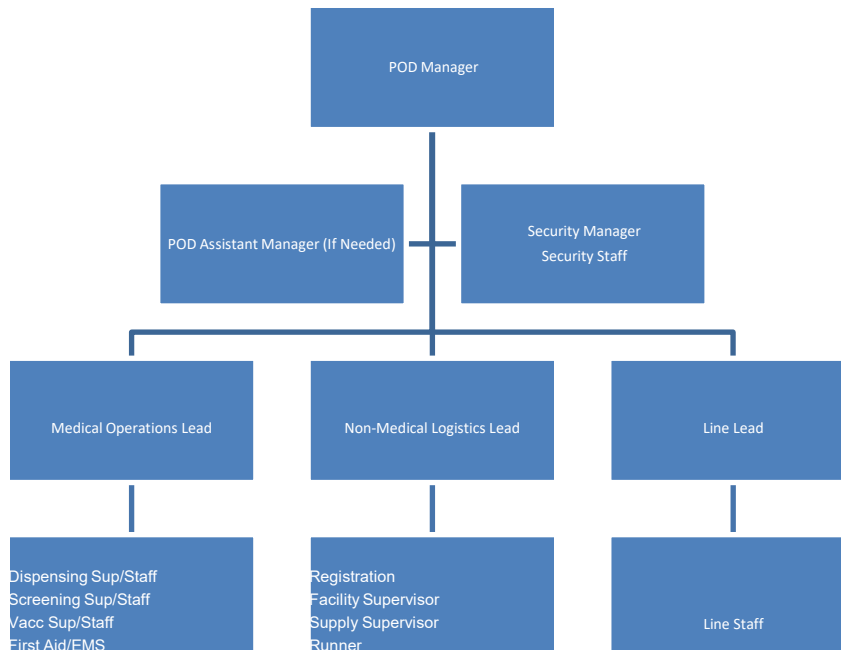 POD Manager
POD Assistant Manager (If Needed)
Security Manager
Security Staff
Medical Operations Lead
Non-Medical Logistics Lead
Line Lead
Dispensing Sup/Staff
Screening Sup/Staff
Vacc Sup/Staff
First Aid/EMS
Registration
Facility Supervisor
Supply Supervisor
Runner
Line Staff